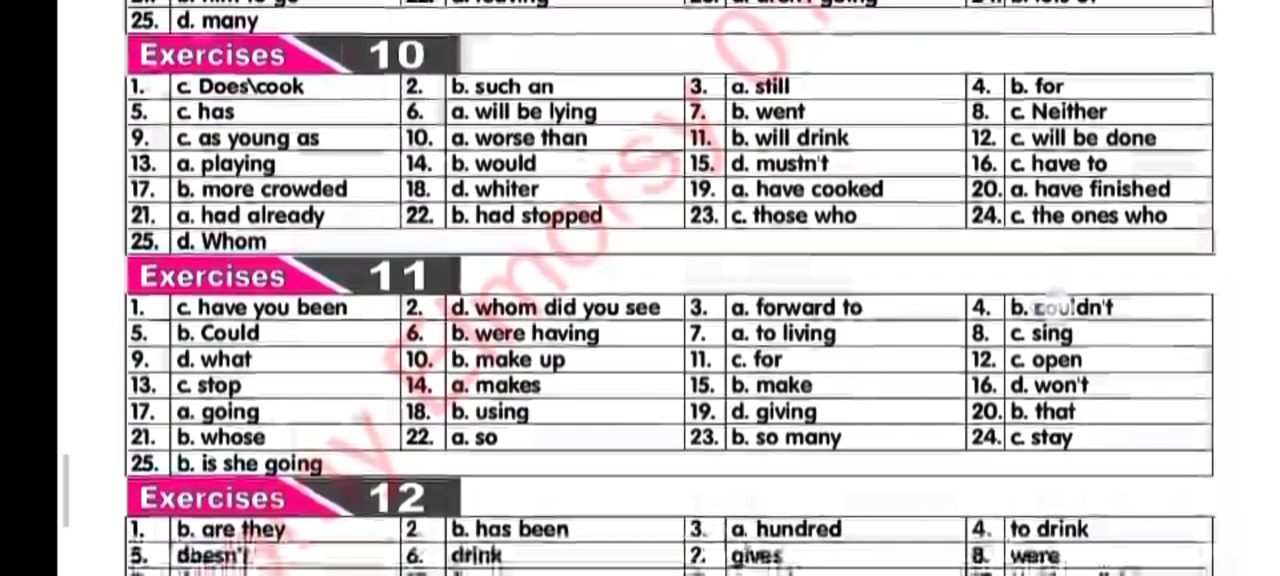 25. d. many
Exercises 10
1. c. Does\cook 2. b. such an 3. a. still 4. b. for
5. c. has 6. a. will be lying 7. b. went 8. c. Neither
9. c. as young as 10. a. worse than 11. b. will drink 12. c. will be done
13. a. playing 14. b. would 15. d. mustn't 16. c. have to
17. b. more crowded 18. d. whiter 19. a. have cooked 20. a. have finished
21. a. had already 22. b. had stopped 23. c. those who 24. c. the ones who
25. d. Whom
Exercises 11
1. c. have you been 2. d. whom did you see 3. a. forward to 4. b. couldn't
5. b. Could 6. b. were having 7. a. to living 8. c. sing
9. d. what 10. b. make up 11. c. for 12. c. open
13. c. stop 14. a. makes 15. b. make 16. d. won't
17. a. going 18. b. using 19. d. giving 20. b. that
21. b. whose 22. a. so 23. b. so many 24. c. stay
25. b. is she going
Exercises 12
1. b. are they 2 b. has been 3. a. hundred 4. to drink
5. doesn't 6. drink 7. gives 8. were
Elmorsy